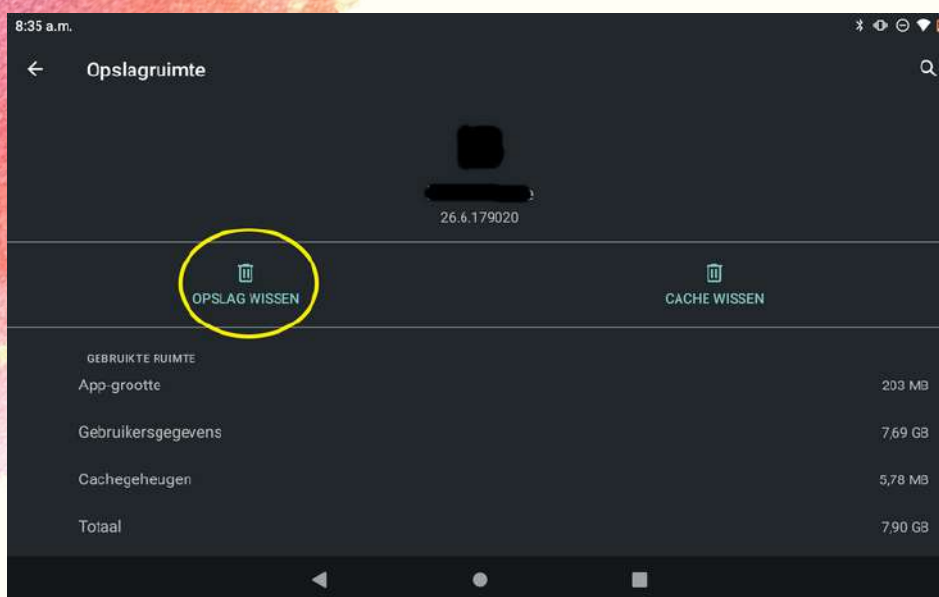 8:35 a.m.
Opslagruimte
26.6.179020
OPSLAG WISSEN
CACHE WISSEN
GEBRUIKTE RUIMTE
App-grootte 203 MB
Gebruikersgegevens 7,69 GB
Cachegeheugen 5,78 MB
Totaal 7,90 GB